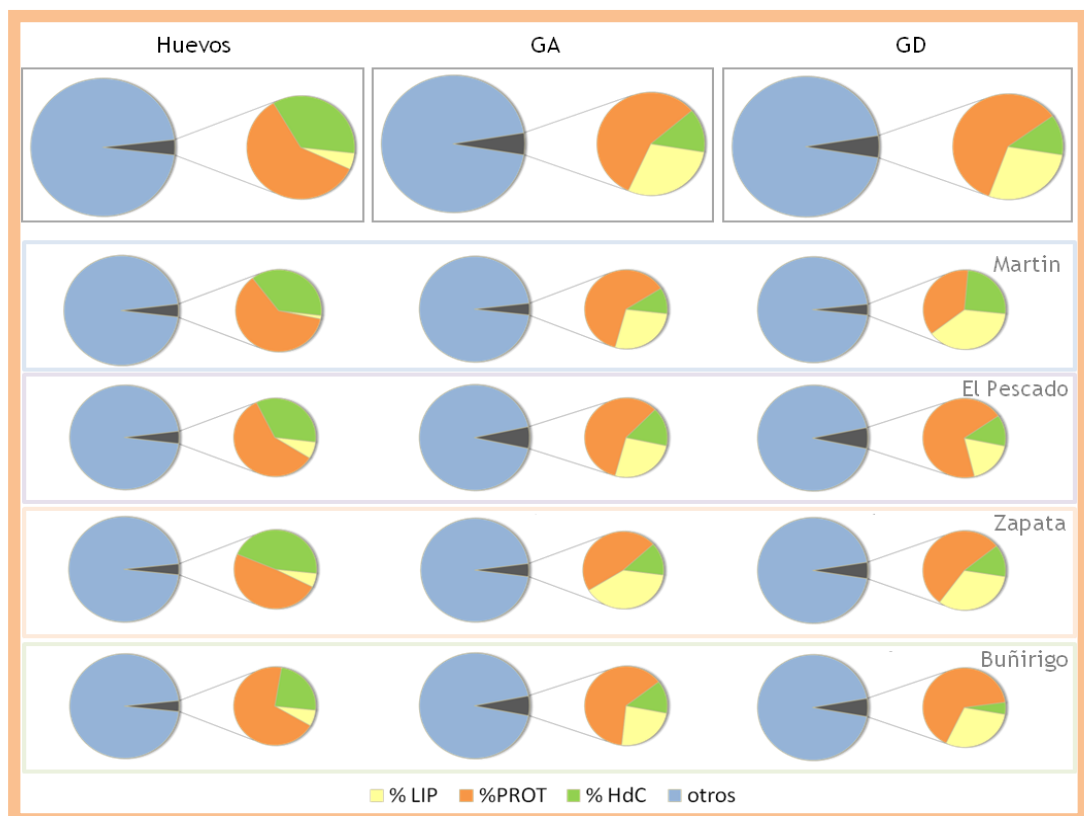 Huevos GA GD
Martin
El Pescado
Zapata
Buñirigo
% LIP %PROT % HdC otros